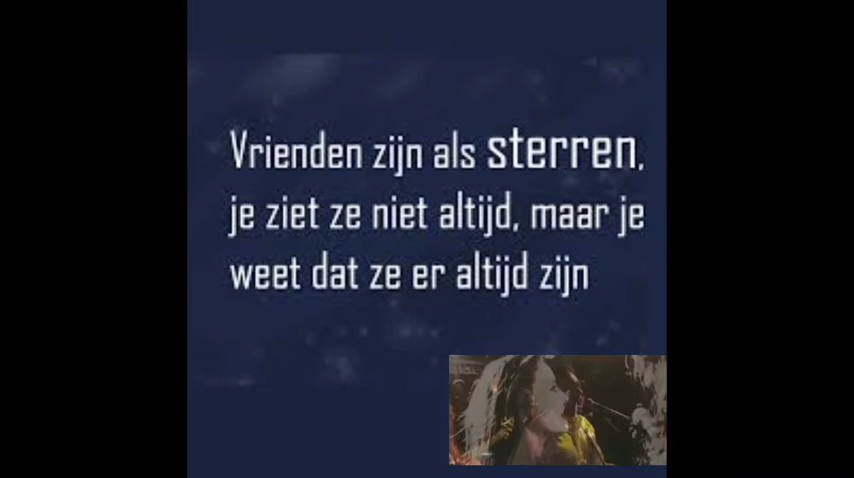 Vrienden zijn als sterren,
je ziet ze niet altijd, maar je
weet dat ze er altijd zijn